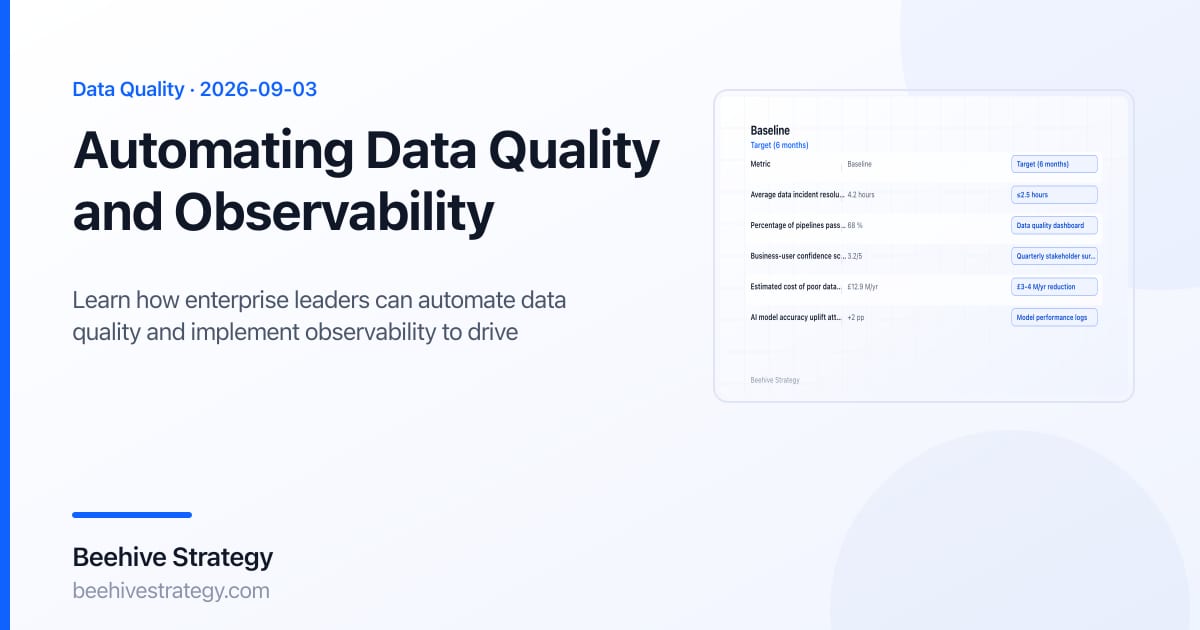 Data Quality · 2026-09-03
Automating Data Quality
and Observability
Learn how enterprise leaders can automate data
quality and implement observability to drive
Beehive Strategy
beehivestrategy.com
Baseline
Target (6 months)
Metric Baseline Target (6 months)
Average data incident resolu... 4.2 hours ≤2.5 hours
Percentage of pipelines pass... 68 % Data quality dashboard
Business-user confidence sc... 3.2/5 Quarterly stakeholder sur...
Estimated cost of poor data... £12.9 M/yr £3-4 M/yr reduction
AI model accuracy uplift att... +2 pp Model performance logs
Beehive Strategy